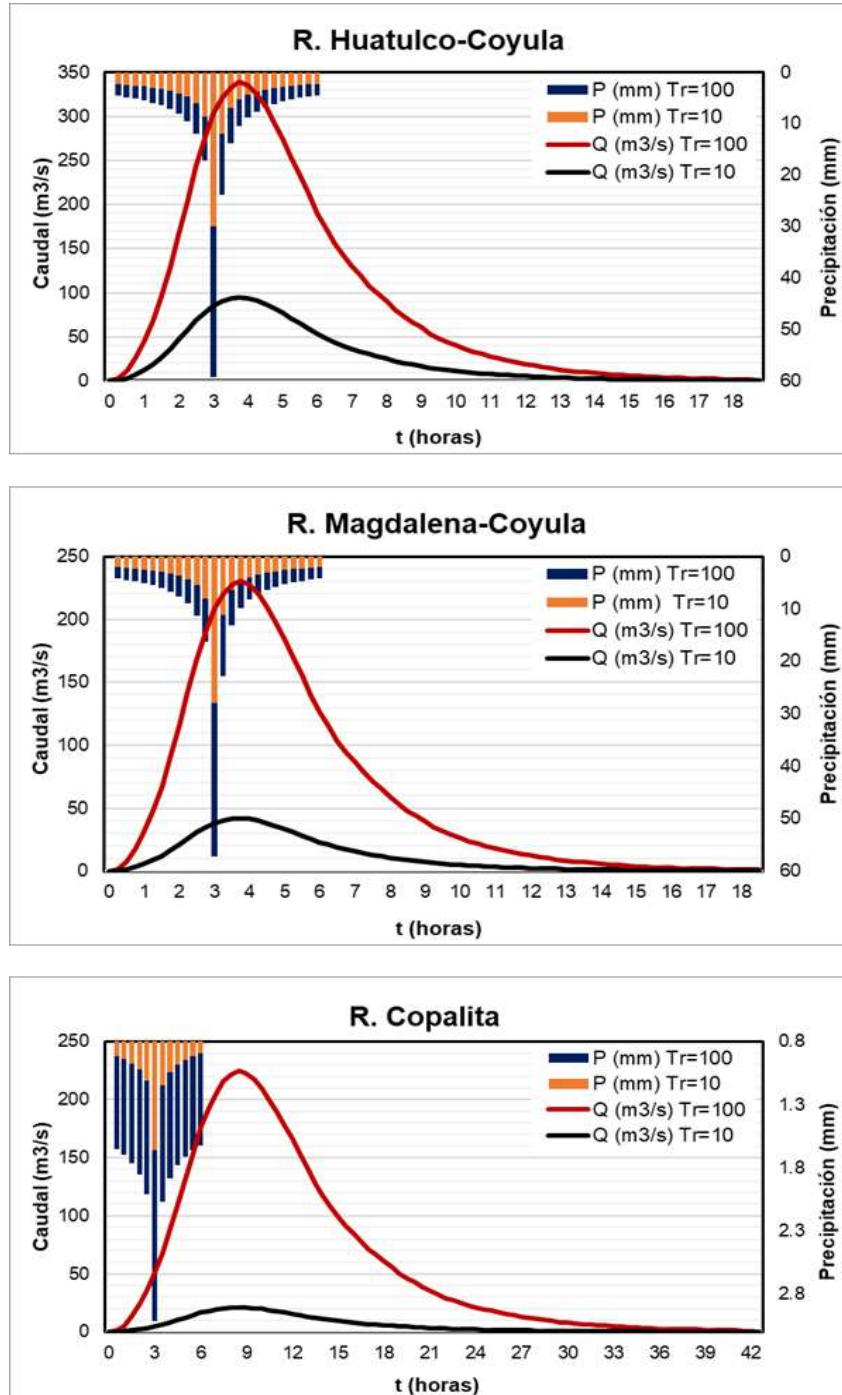 R. Huatulco-Coyula
Caudal (m3/s)
350
300
250
200
150
100
50
0
P (mm) Tr=100
P (mm) Tr=10
Q (m3/s) Tr=100
Q (m3/s) Tr=10
0
10
20
30
40
50
60
Precipitación (mm)
0 1 2 3 4 5 6 7 8 9 10 11 12 13 14 15 16 17 18
t (horas)
R. Magdalena-Coyula
Caudal (m3/s)
250
200
150
100
50
0
P (mm) Tr=100
P (mm) Tr=10
Q (m3/s) Tr=100
Q (m3/s) Tr=10
0
10
20
30
40
50
60
Precipitación (mm)
0 1 2 3 4 5 6 7 8 9 10 11 12 13 14 15 16 17 18
t (horas)
R. Copalita
Caudal (m3/s)
250
200
150
100
50
0
P (mm) Tr=100
P (mm) Tr=10
Q (m3/s) Tr=100
Q (m3/s) Tr=10
0.8
1.3
1.8
2.3
2.8
Precipitación (mm)
0 3 6 9 12 15 18 21 24 27 30 33 36 39 42
t (horas)